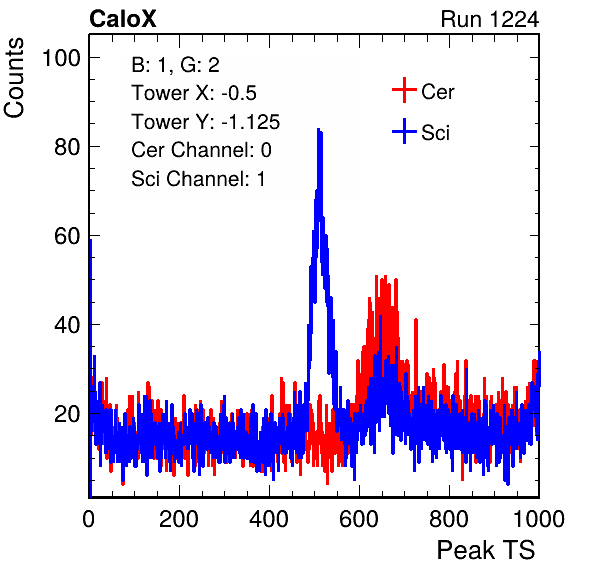 CaloX Run 1224
Counts
100
80
60
40
20
B: 1, G: 2
Tower X: -0.5
Tower Y: -1.125
Cer Channel: 0
Sci Channel: 1
Cer
Sci
0 200 400 600 800 1000
Peak TS